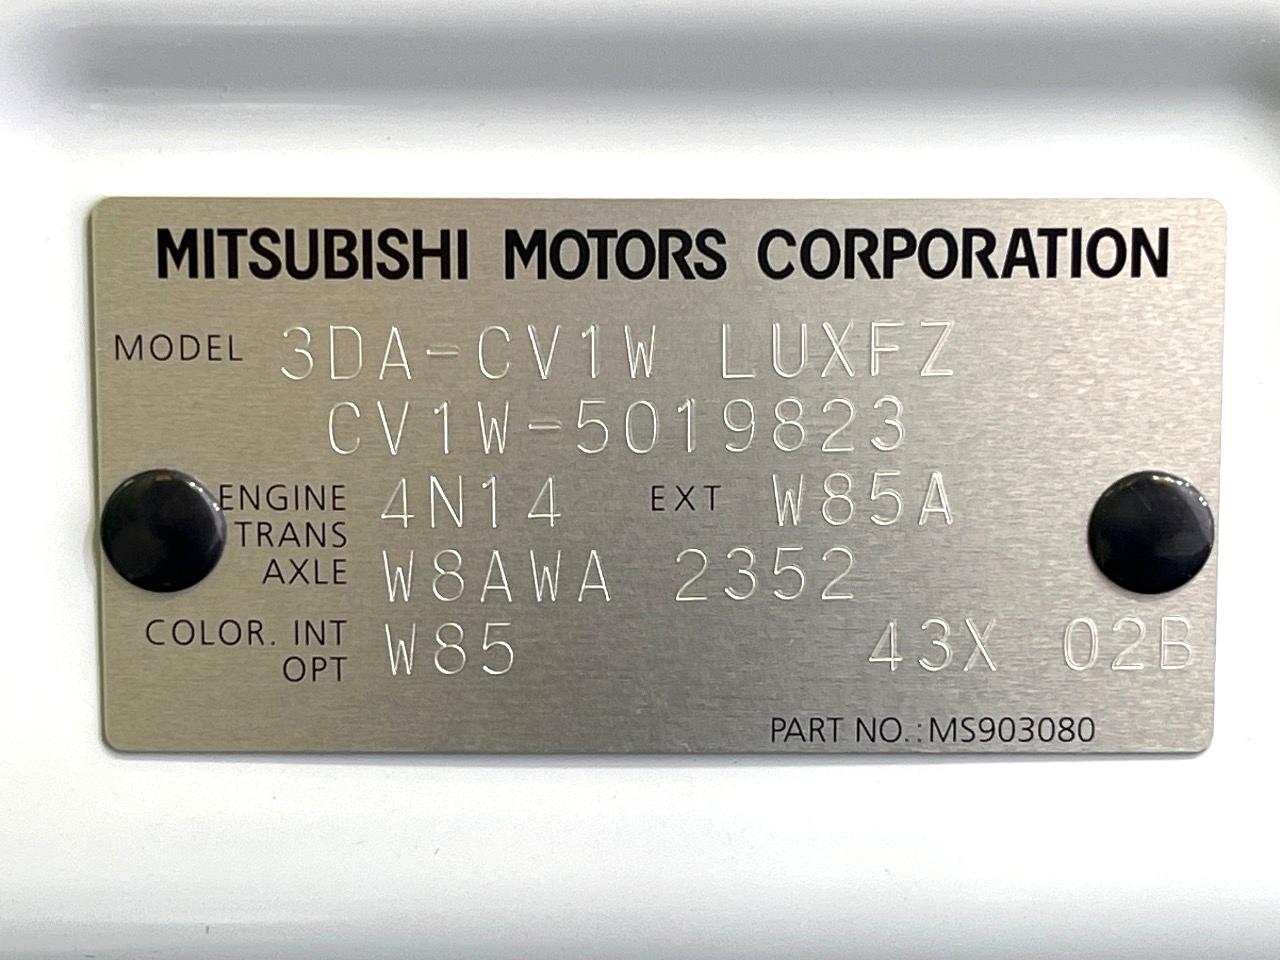 MITSUBISHI MOTORS CORPORATION
MODEL 3DA-CV1W LUXFZ
CV1W-5019823
ENGINE 4N14 EXT W85A
TRANS
AXLE W8AWA 2352
COLOR. INT W85 43X 02B
OPT
PART NO.:MS903080